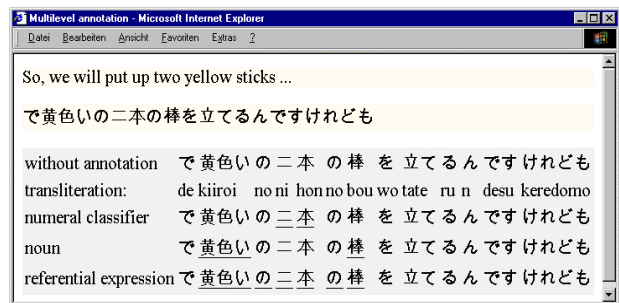 Multilevel annotation - Microsoft Internet Explorer
Datei Bearbeiten Ansicht Favoriten Extras ?
So, we will put up two yellow sticks ...
で黄色いの二本の棒を立てるんですけれども
without annotation で 黄色い の 二 本 の 棒 を 立て る ん です けれども
transliteration: de kiiroi no ni hon no bou wo tate ru n desu keredomo
numeral classifier で 黄色い の 二 本 の 棒 を 立て る ん です けれども
noun で 黄色い の 二 本 の 棒 を 立て る ん です けれども
referential expression で 黄色い の 二 本 の 棒 を 立て る ん です けれども